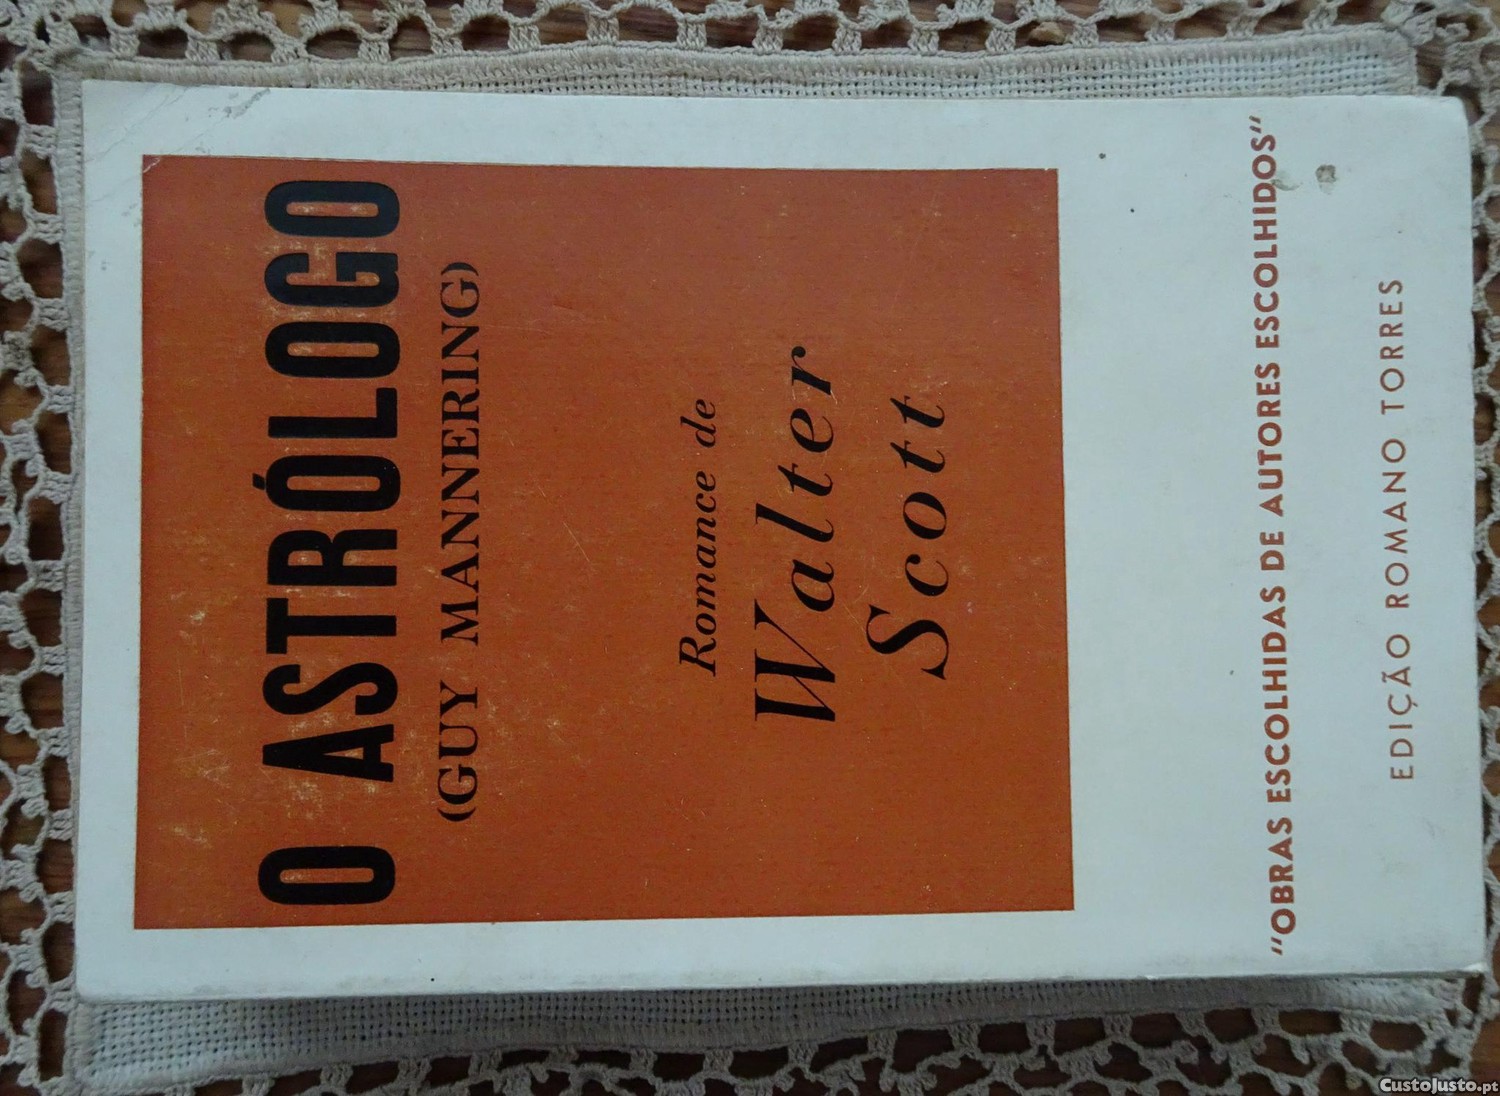 O ASTRÓLOGO
(GUY MANNERING)
Romance de
Walter
Scott
"OBRAS ESCOLHIDAS DE AUTORES ESCOLHIDOS"
EDIÇÃO ROMANO TORRES
CustoJusto.pt